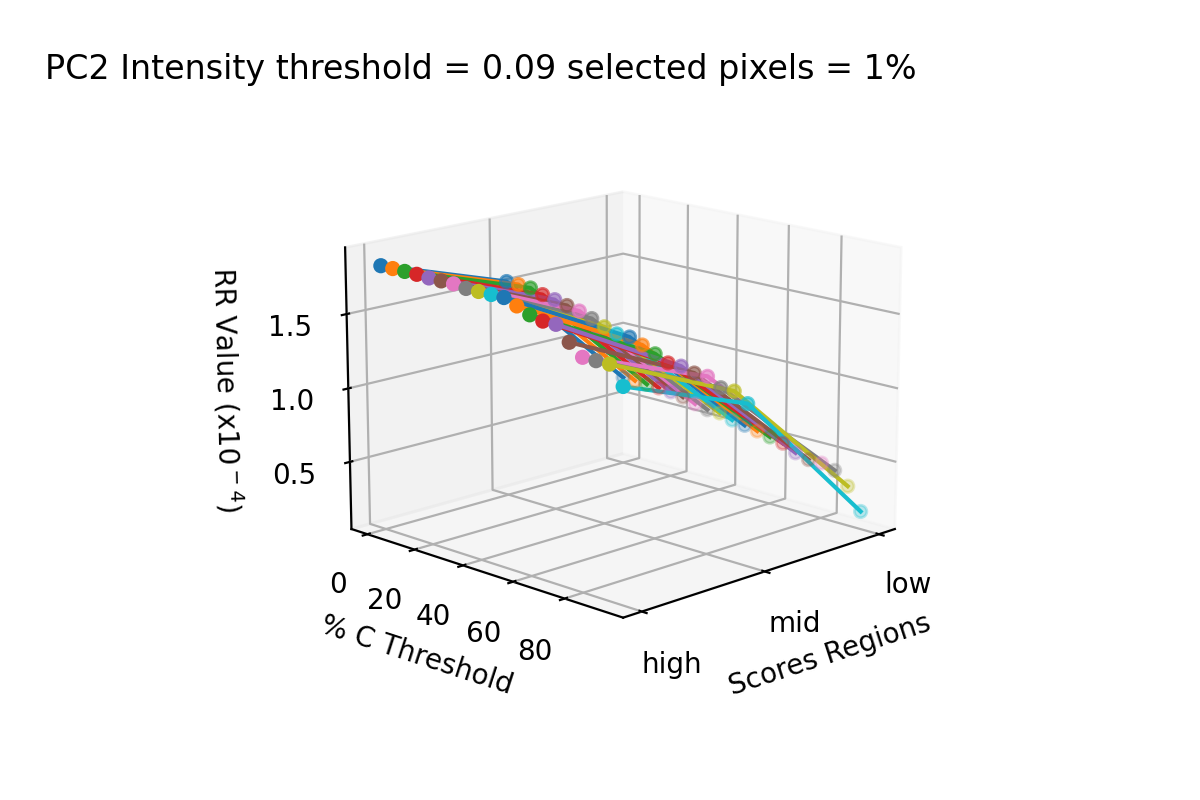 PC2 Intensity threshold = 0.09 selected pixels = 1%
RR Value (x10⁻⁴)
1.5
1.0
0.5
0
20
40
60
80
% C Threshold
high
mid
low
Scores Regions